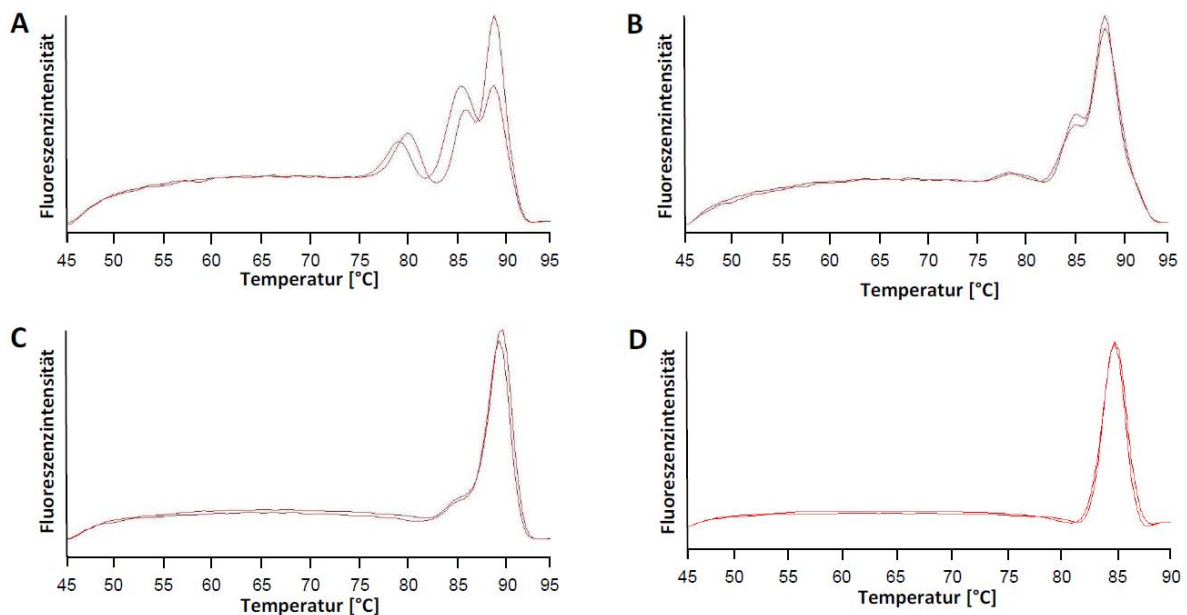 A
Fluoreszenzintensität
45 50 55 60 65 70 75 80 85 90 95
Temperatur [°C]
B
Fluoreszenzintensität
45 50 55 60 65 70 75 80 85 90 95
Temperatur [°C]
C
Fluoreszenzintensität
45 50 55 60 65 70 75 80 85 90 95
Temperatur [°C]
D
Fluoreszenzintensität
45 50 55 60 65 70 75 80 85 90
Temperatur [°C]